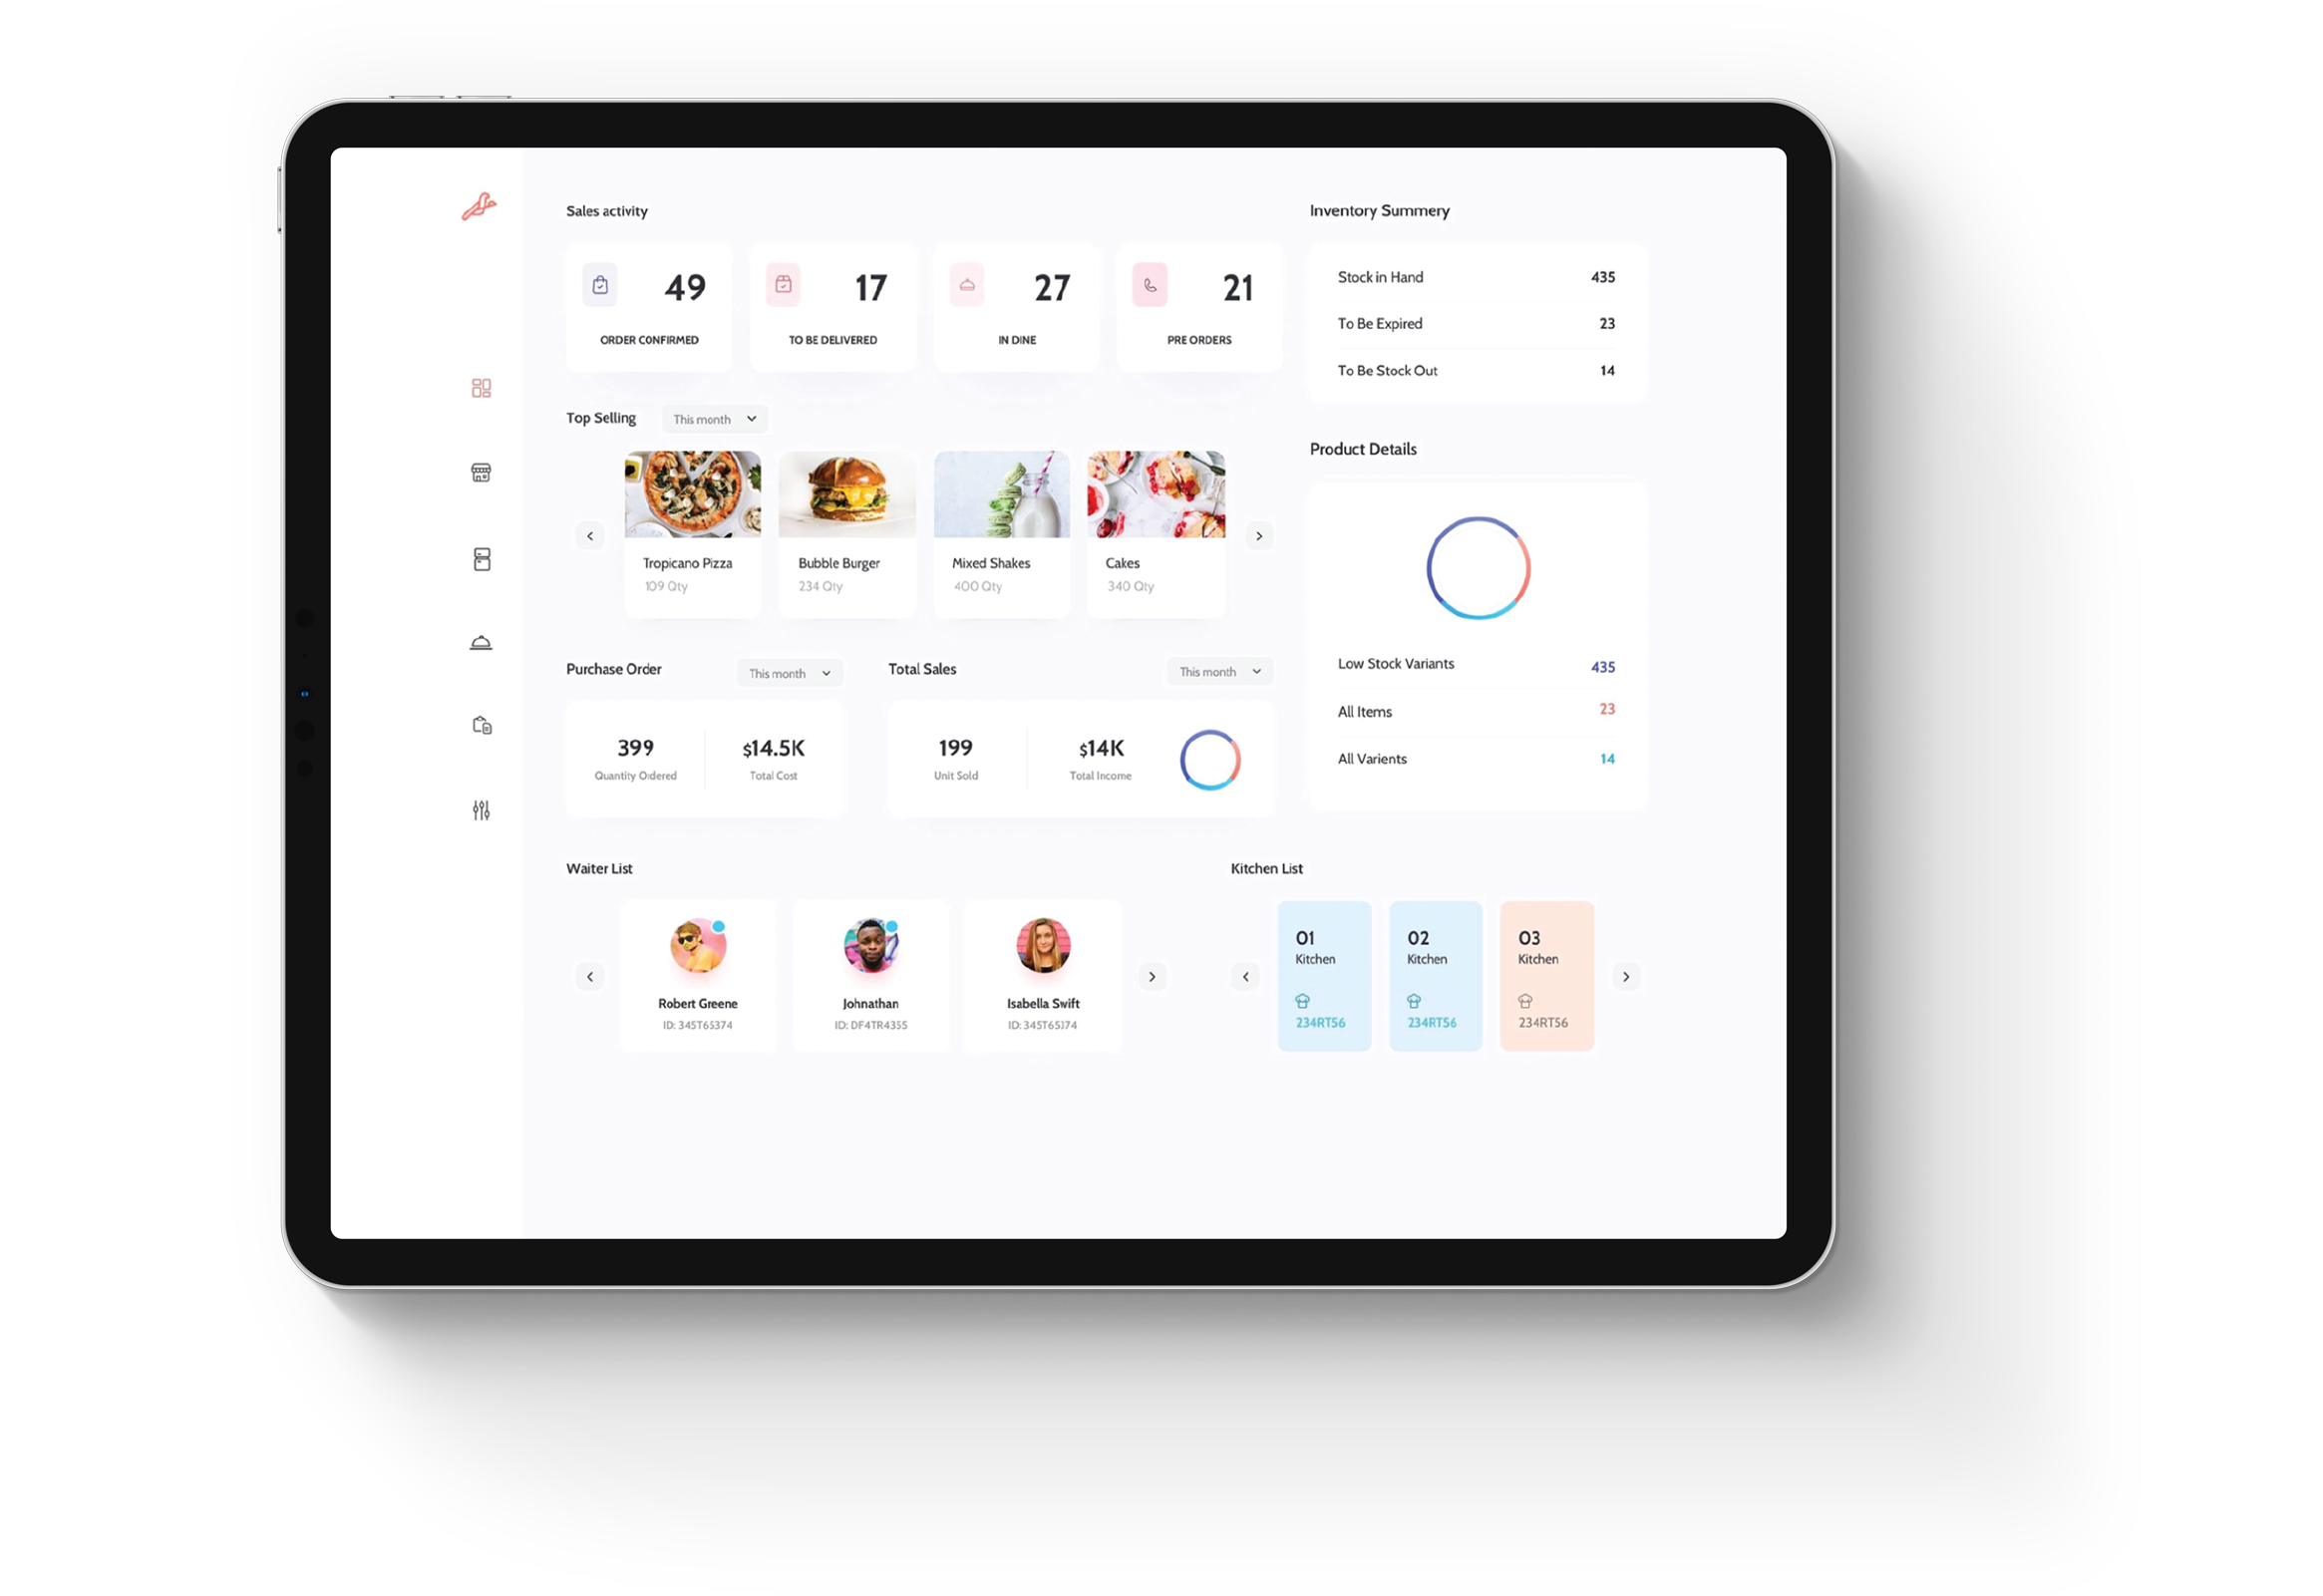 Sales activity
49
ORDER CONFIRMED
17
TO BE DELIVERED
27
IN DINE
21
PRE ORDERS
Inventory Summery
Stock in Hand 435
To Be Expired 23
To Be Stock Out 14
Top Selling This month
Tropicano Pizza
109 Qty
Bubble Burger
234 Qty
Mixed Shakes
400 Qty
Cakes
340 Qty
Product Details
Low Stock Variants 435
All Items 23
All Varients 14
Purchase Order This month
399
Quantity Ordered
$14.5K
Total Cost
Total Sales This month
199
Unit Sold
$14K
Total Income
Waiter List
Robert Greene
ID: 345T65374
Johnathan
ID: DF4TR4355
Isabella Swift
ID: 345T65374
Kitchen List
01
Kitchen
234RT56
02
Kitchen
234RT56
03
Kitchen
234RT56